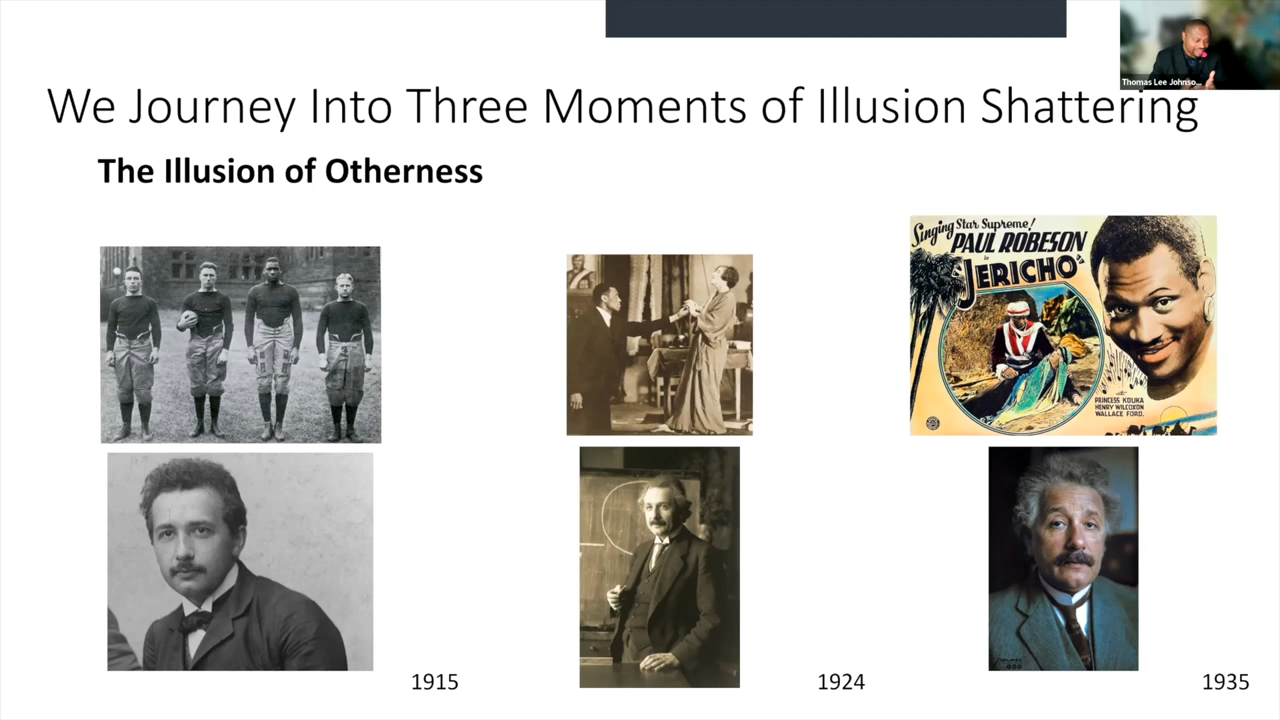 Thomas Lee Johnso...
We Journey Into Three Moments of Illusion Shattering
The Illusion of Otherness
Singing Star Supreme!
PAUL ROBESON
in
"JERICHO"
PRINCESS KOUKA
HENRY WILCOXON
WALLACE FORD.
1915
1924
1935